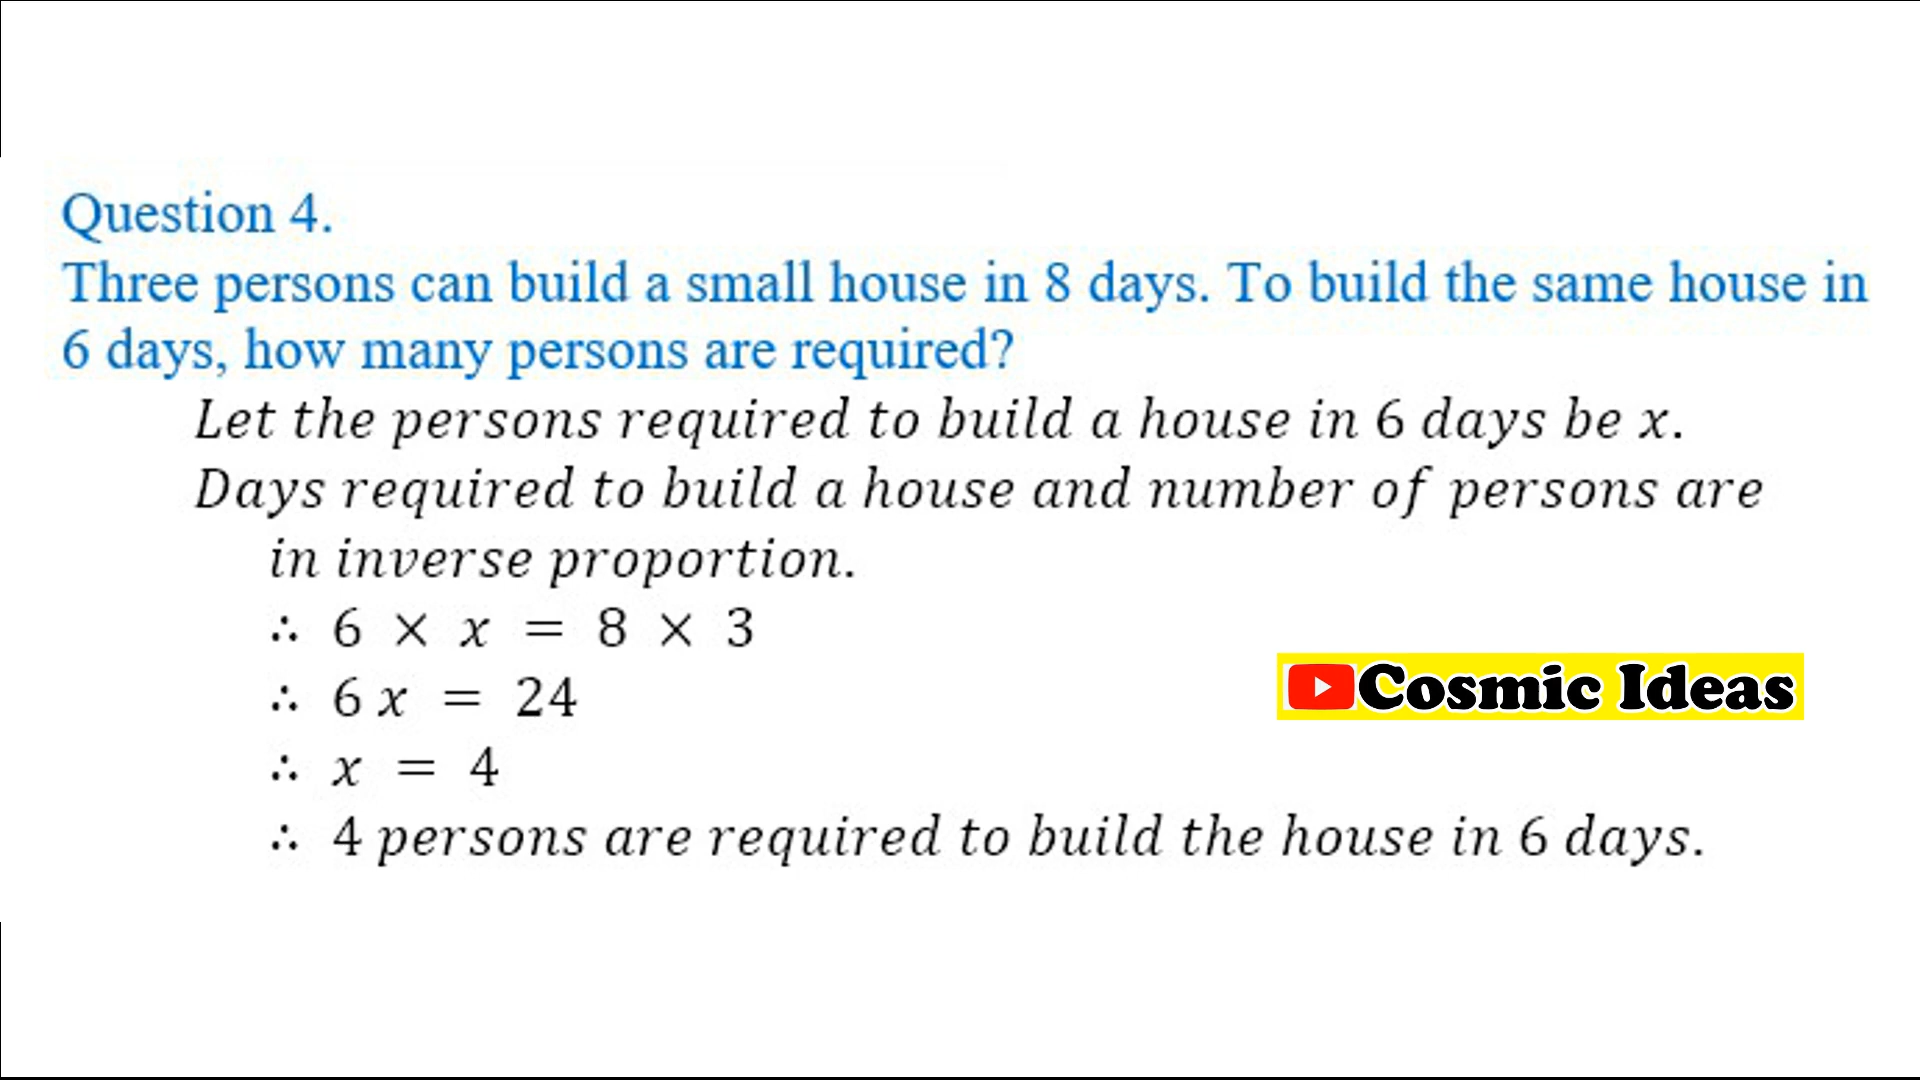 Question 4.
Three persons can build a small house in 8 days. To build the same house in
6 days, how many persons are required?
Let the persons required to build a house in 6 days be x.
Days required to build a house and number of persons are
in inverse proportion.
∴ 6 × x = 8 × 3
∴ 6 x = 24
∴ x = 4
∴ 4 persons are required to build the house in 6 days.
Cosmic Ideas